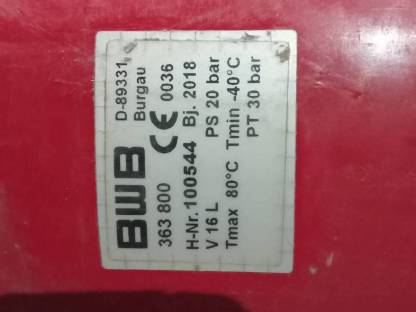 BWB D-89331
Burgau
363 800 CE 0036
H-Nr. 100544 Bj. 2018
V 16 L PS 20 bar
Tmax 80°C Tmin -40°C
PT 30 bar